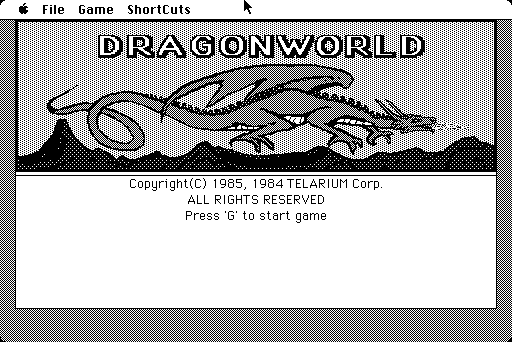 File Game ShortCuts
DRAGONWORLD
Copyright(C) 1985, 1984 TELARIUM Corp.
ALL RIGHTS RESERVED
Press 'G' to start game